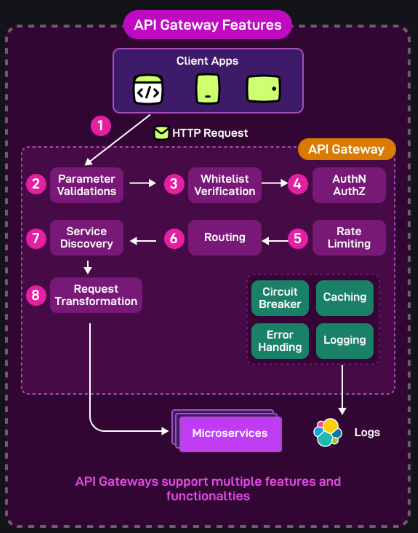 API Gateway Features
Client Apps
</>
1
HTTP Request
API Gateway
2
Parameter
Validations
3
Whitelist
Verification
4
AuthN
AuthZ
7
Service
Discovery
6
Routing
5
Rate
Limiting
8
Request
Transformation
Circuit
Breaker
Caching
Error
Handing
Logging
Microservices
Logs
API Gateways support multiple features and
functionalties